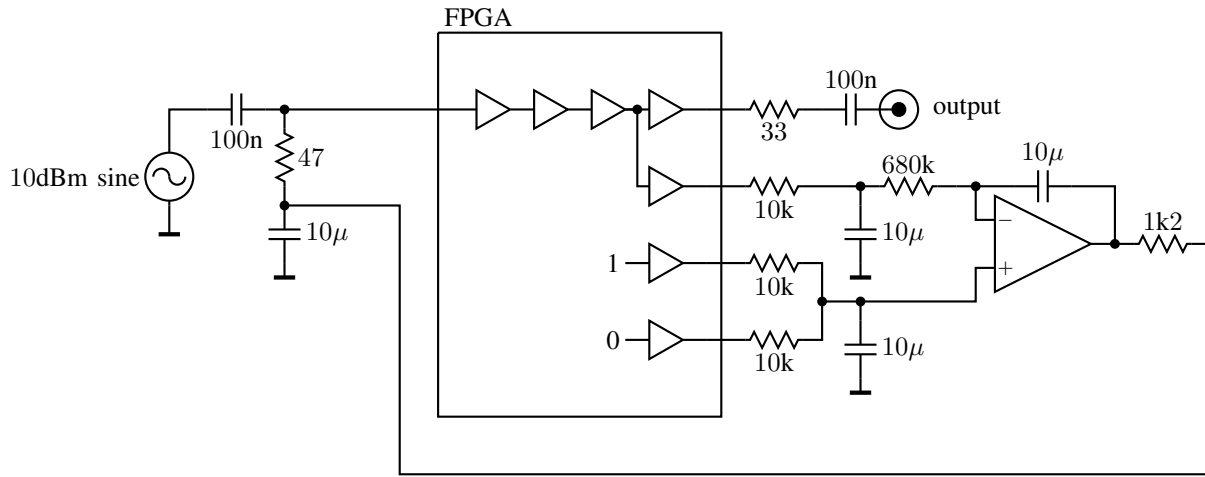 FPGA
100n
output
100n
33
47
680k
10μ
10dBm sine
10k
1k2
10μ
10μ
−
1
+
10k
0
10μ
10k